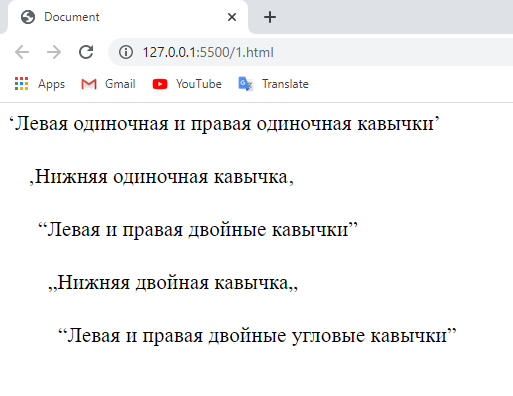 Document
127.0.0.1:5500/1.html
Apps Gmail YouTube Translate
‘Левая одиночная и правая одиночная кавычки’
‚Нижняя одиночная кавычка‚
“Левая и правая двойные кавычки”
„Нижняя двойная кавычка„
“Левая и правая двойные угловые кавычки”